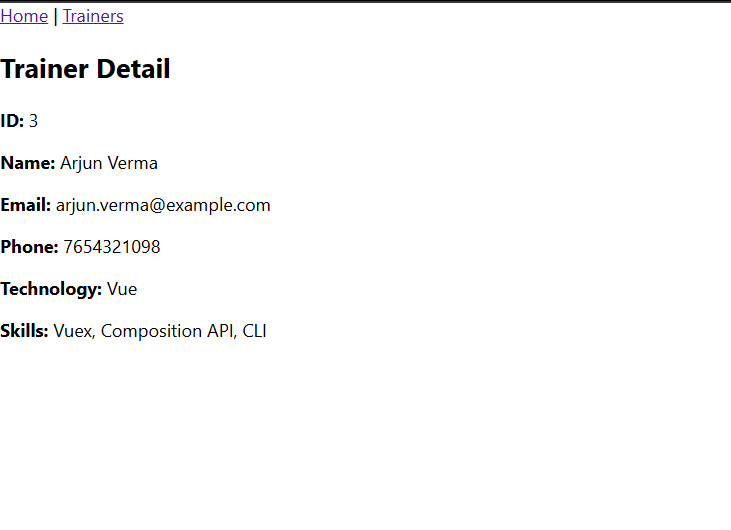 Home | Trainers
Trainer Detail
ID: 3
Name: Arjun Verma
Email: arjun.verma@example.com
Phone: 7654321098
Technology: Vue
Skills: Vuex, Composition API, CLI